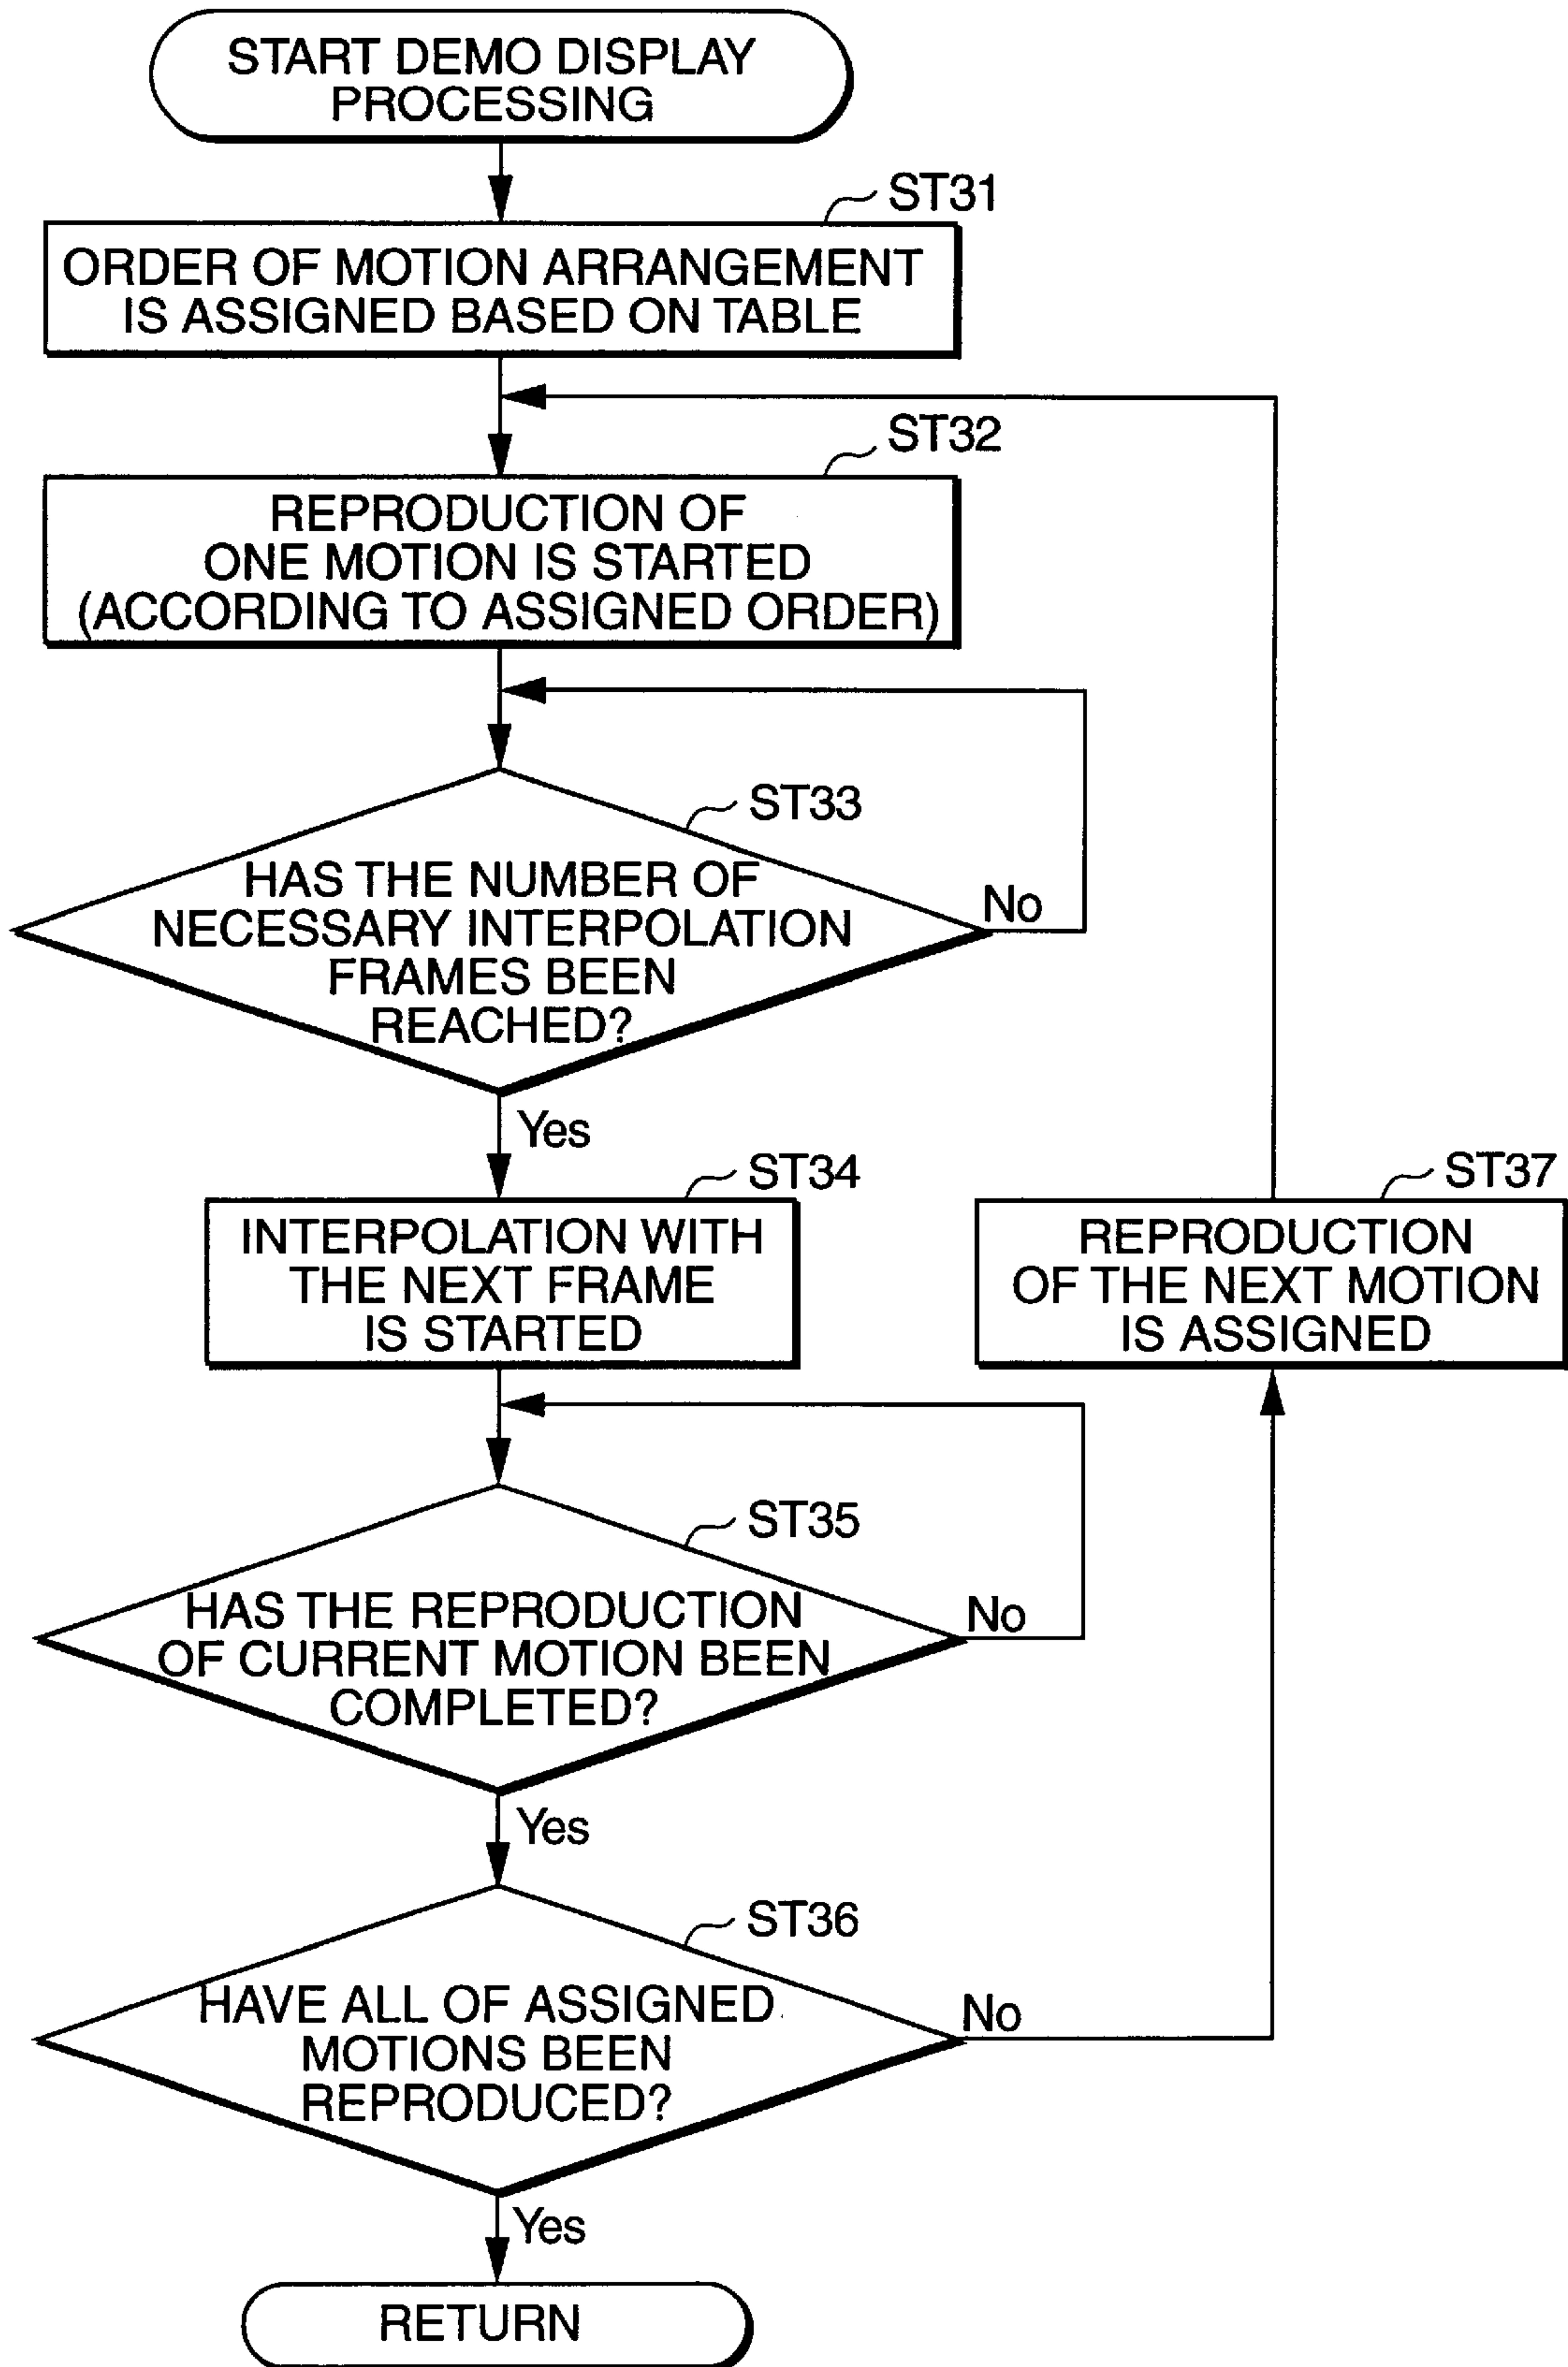 START DEMO DISPLAY
PROCESSING
ST31
ORDER OF MOTION ARRANGEMENT
IS ASSIGNED BASED ON TABLE
ST32
REPRODUCTION OF
ONE MOTION IS STARTED
(ACCORDING TO ASSIGNED ORDER)
ST33
HAS THE NUMBER OF
NECESSARY INTERPOLATION
FRAMES BEEN
REACHED?
No
Yes
ST34
INTERPOLATION WITH
THE NEXT FRAME
IS STARTED
ST37
REPRODUCTION
OF THE NEXT MOTION
IS ASSIGNED
ST35
HAS THE REPRODUCTION
OF CURRENT MOTION BEEN
COMPLETED?
No
Yes
ST36
HAVE ALL OF ASSIGNED
MOTIONS BEEN
REPRODUCED?
No
Yes
RETURN